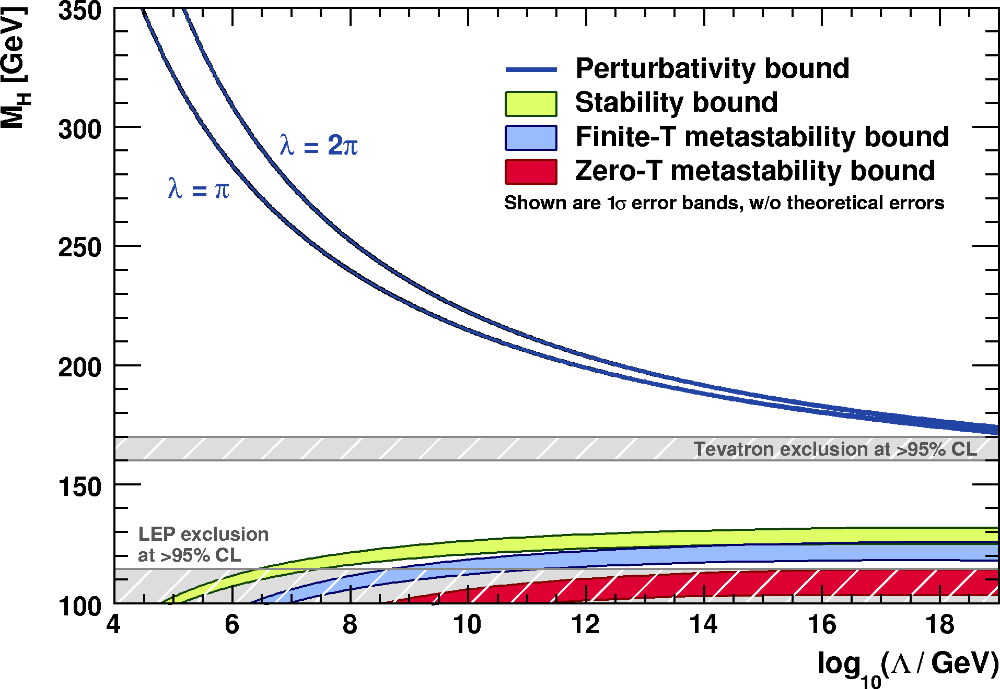 M_H [GeV]
350
300
250
200
150
100
Perturbativity bound
Stability bound
Finite-T metastability bound
Zero-T metastability bound
Shown are 1σ error bands, w/o theoretical errors
λ = 2π
λ = π
Tevatron exclusion at >95% CL
LEP exclusion
at >95% CL
4 6 8 10 12 14 16 18
log₁₀(Λ / GeV)